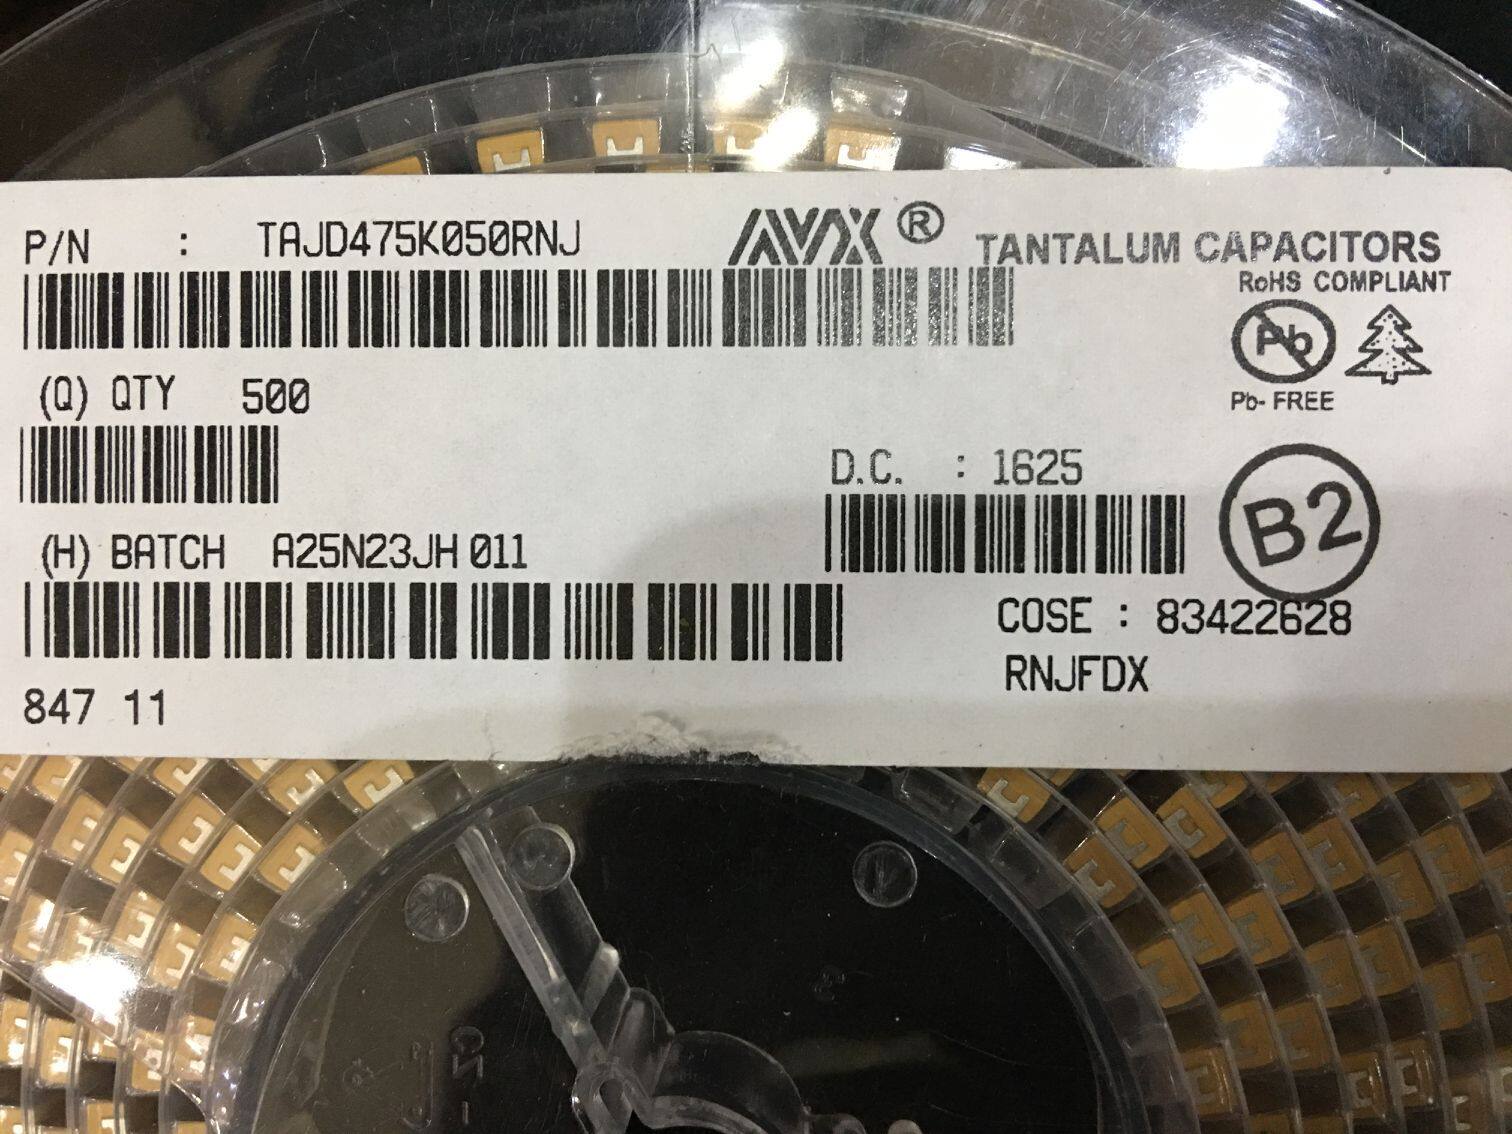 P/N : TAJD475K050RNJ
AVX ® TANTALUM CAPACITORS
RoHS COMPLIANT
Pb
Pb- FREE
(Q) QTY 500
D.C. : 1625
B2
(H) BATCH A25N23JH 011
COSE : 83422628
RNJFDX
847 11